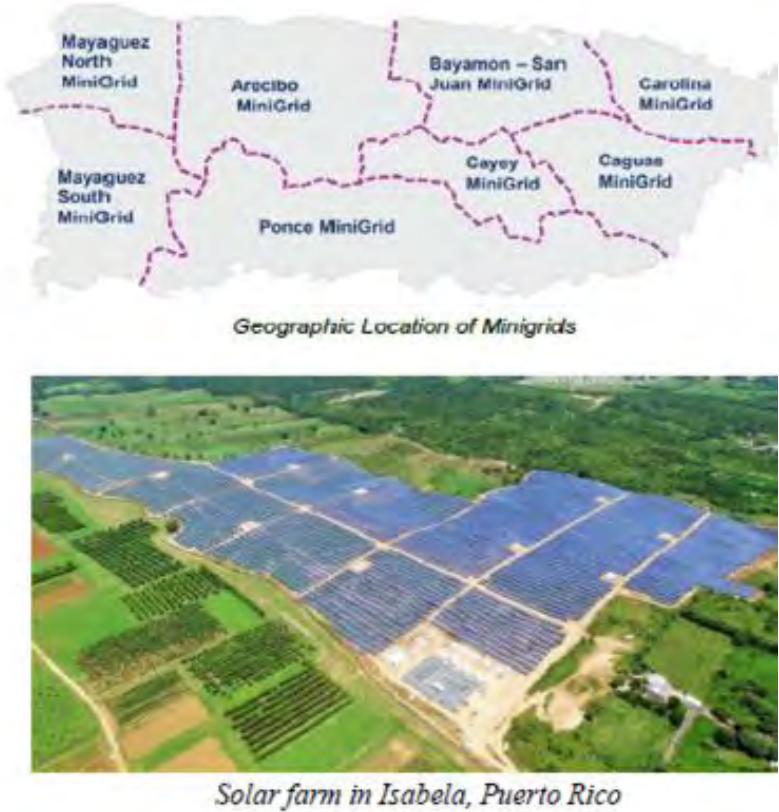 Mayaguez
North
MiniGrid
Arecibo
MiniGrid
Bayamon – San
Juan MiniGrid
Carolina
MiniGrid
Mayaguez
South
MiniGrid
Cayey
MiniGrid
Caguas
MiniGrid
Ponce MiniGrid
Geographic Location of Minigrids
Solar farm in Isabela, Puerto Rico